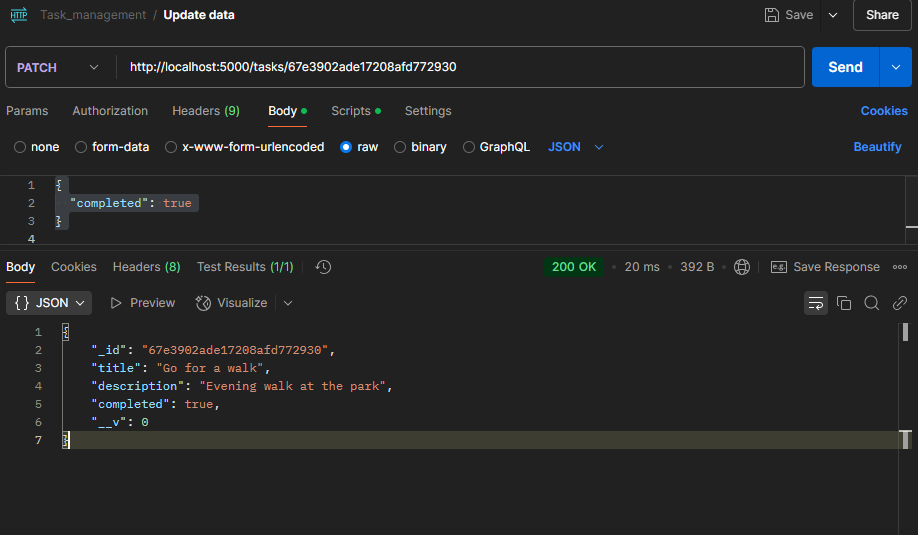 HTTP Task_management / Update data Save Share
PATCH http://localhost:5000/tasks/67e3902ade17208afd772930 Send
Params Authorization Headers (9) Body Scripts Settings Cookies
none form-data x-www-form-urlencoded raw binary GraphQL JSON Beautify
1 {
2 "completed": true
3 }
4
Body Cookies Headers (8) Test Results (1/1) 200 OK 20 ms 392 B e.g. Save Response
{} JSON Preview Visualize
1 {
2 "_id": "67e3902ade17208afd772930",
3 "title": "Go for a walk",
4 "description": "Evening walk at the park",
5 "completed": true,
6 "__v": 0
7 }